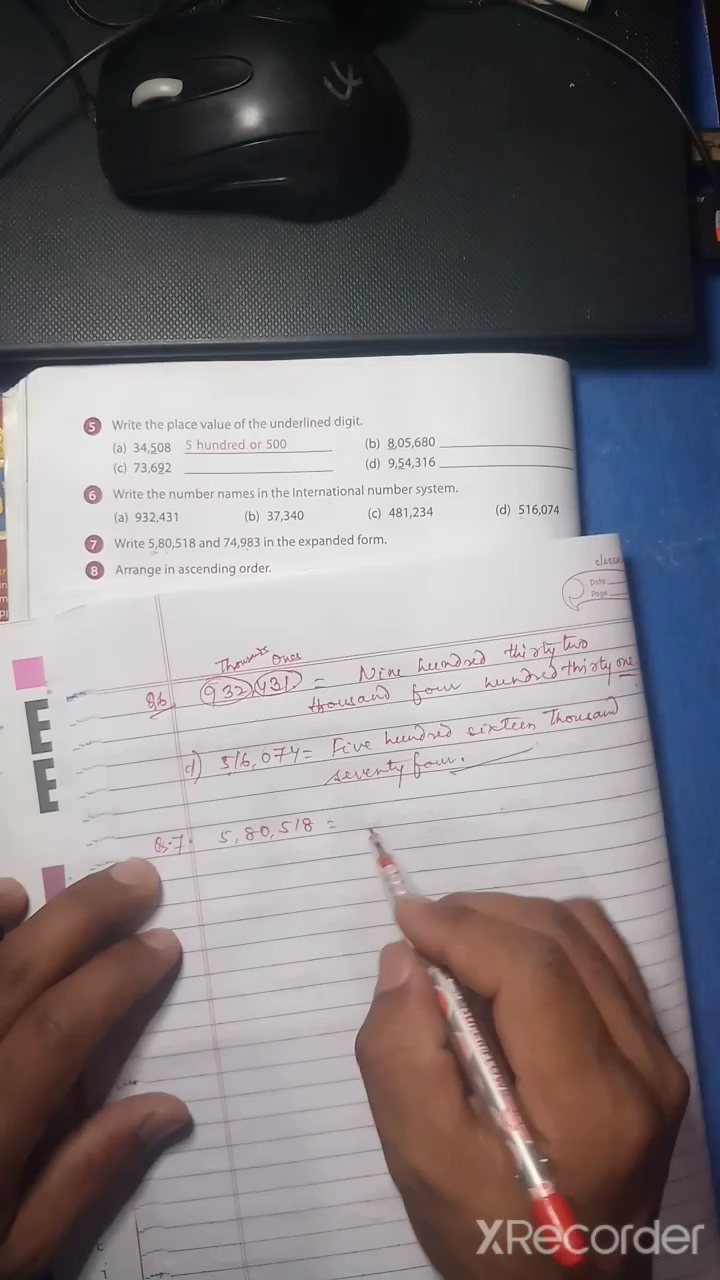 5 Write the place value of the underlined digit.
(a) 34,508 5 hundred or 500 (b) 8,05,680
(c) 73,692 (d) 9,54,316
6 Write the number names in the International number system.
(a) 932,431 (b) 37,340 (c) 481,234 (d) 516,074
7 Write 5,80,518 and 74,983 in the expanded form.
8 Arrange in ascending order.
Date
Page
Thousands Ones
Q6 932,431 = Nine hundred thirty two
thousand four hundred thirty one
d) 516,074 = Five hundred sixteen Thousand
seventy four.
Q.7. 5,80,518 =
E
E
XRecorder